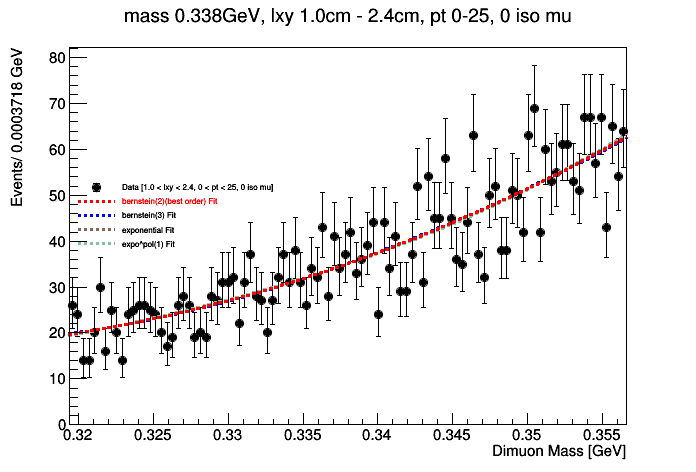 mass 0.338GeV, lxy 1.0cm - 2.4cm, pt 0-25, 0 iso mu
Events/ 0.0003718 GeV
80
70
60
50
40
30
20
10
0
Data [1.0 < lxy < 2.4, 0 < pt < 25, 0 iso mu]
bernstein(2)(best order) Fit
bernstein(3) Fit
exponential Fit
expo*pol(1) Fit
0.32 0.325 0.33 0.335 0.34 0.345 0.35 0.355
Dimuon Mass [GeV]